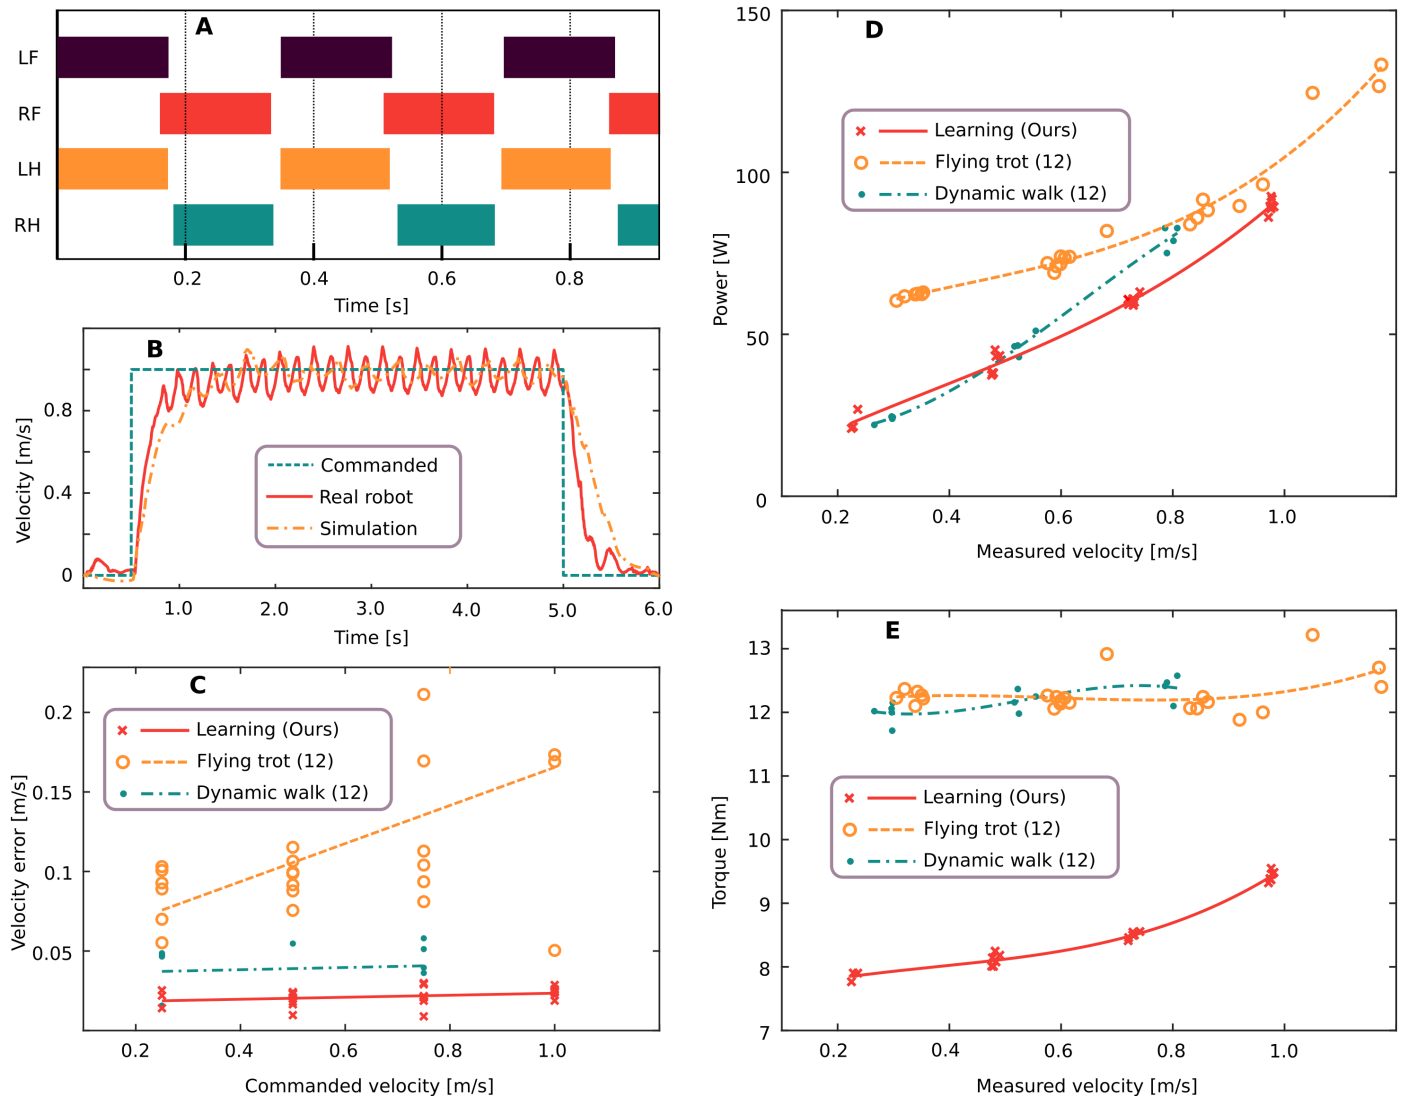 A
LF
RF
LH
RH
0.2 0.4 0.6 0.8
Time [s]
B
0.8
0.4
0
Velocity [m/s]
Commanded
Real robot
Simulation
1.0 2.0 3.0 4.0 5.0 6.0
Time [s]
C
0.2
0.15
0.1
0.05
Velocity error [m/s]
Learning (Ours)
Flying trot (12)
Dynamic walk (12)
0.2 0.4 0.6 0.8 1.0
Commanded velocity [m/s]
D
150
100
50
0
Power [W]
Learning (Ours)
Flying trot (12)
Dynamic walk (12)
0.2 0.4 0.6 0.8 1.0
Measured velocity [m/s]
E
13
12
11
10
9
8
7
Torque [Nm]
Learning (Ours)
Flying trot (12)
Dynamic walk (12)
0.2 0.4 0.6 0.8 1.0
Measured velocity [m/s]